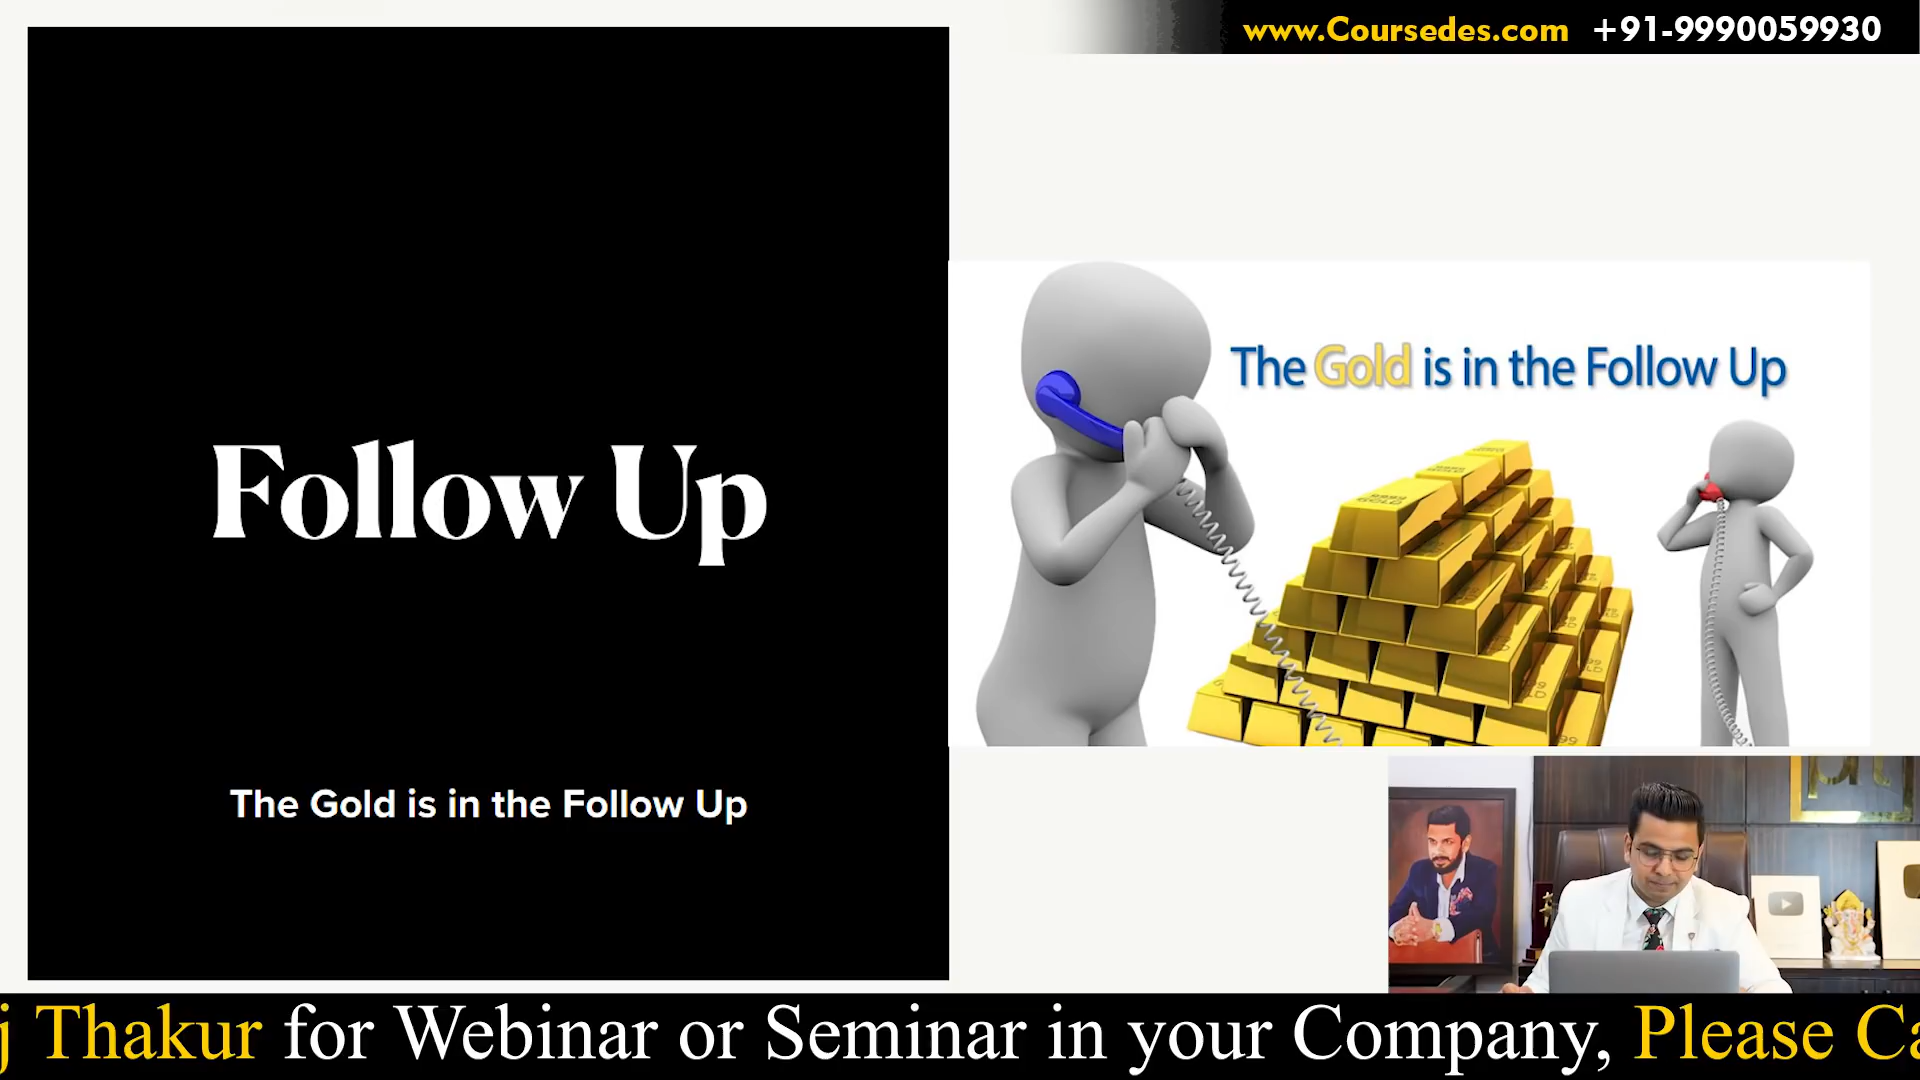 www.Coursedes.com +91-9990059930
Follow Up
The Gold is in the Follow Up
The Gold is in the Follow Up
j Thakur for Webinar or Seminar in your Company, Please Ca